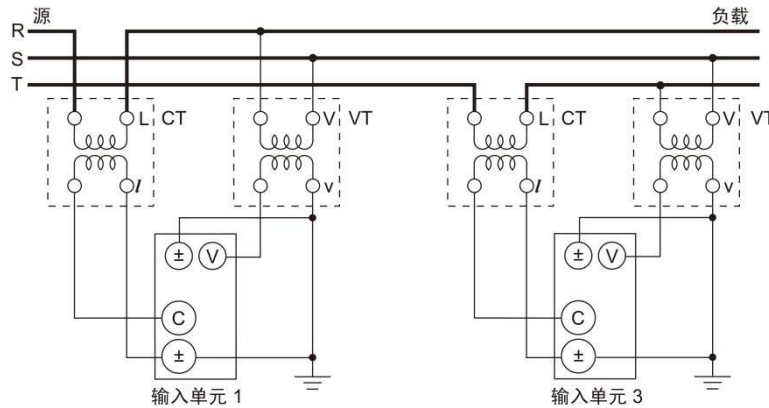 源 负载
R
S
T
L CT V VT L CT V VT
l v l v
± V ± V
C C
± ±
输入单元 1 输入单元 3